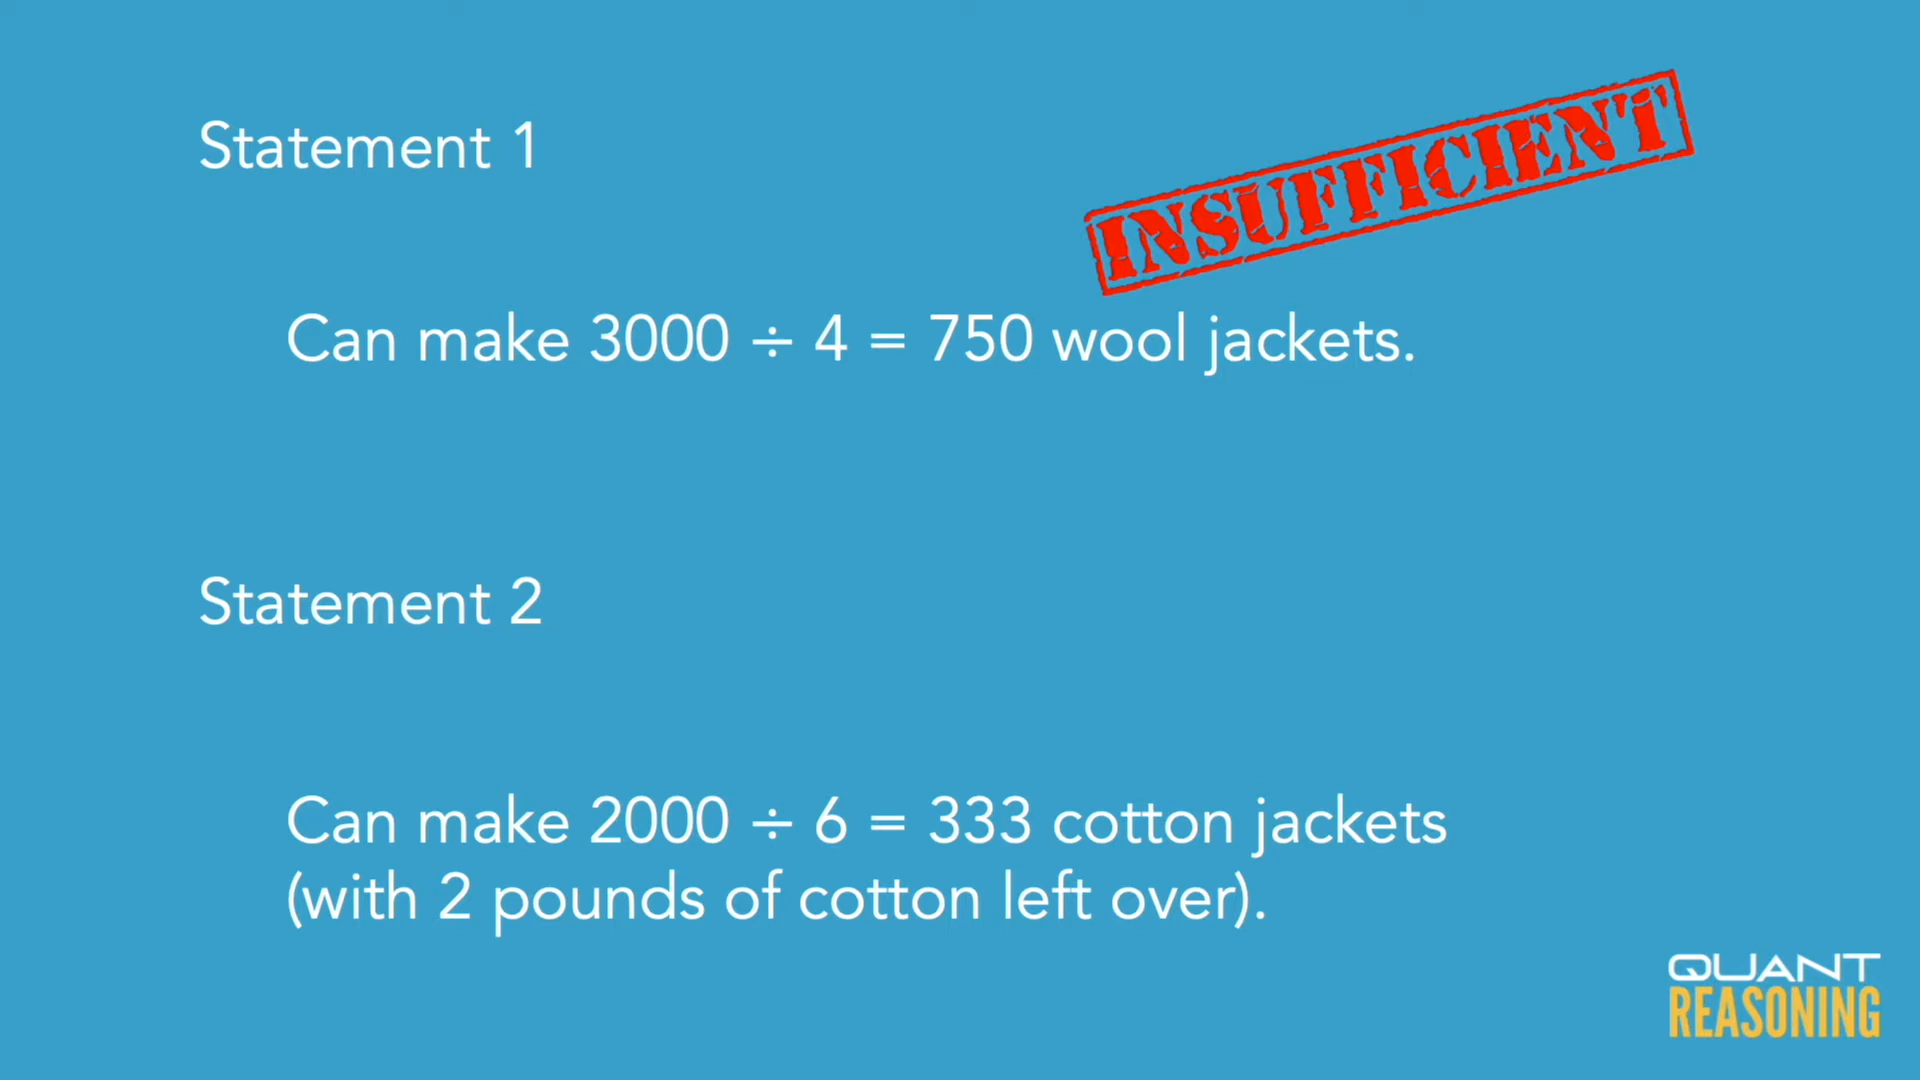 Statement 1
INSUFFICIENT
Can make 3000 ÷ 4 = 750 wool jackets.
Statement 2
Can make 2000 ÷ 6 = 333 cotton jackets
(with 2 pounds of cotton left over).
QUANT
REASONING